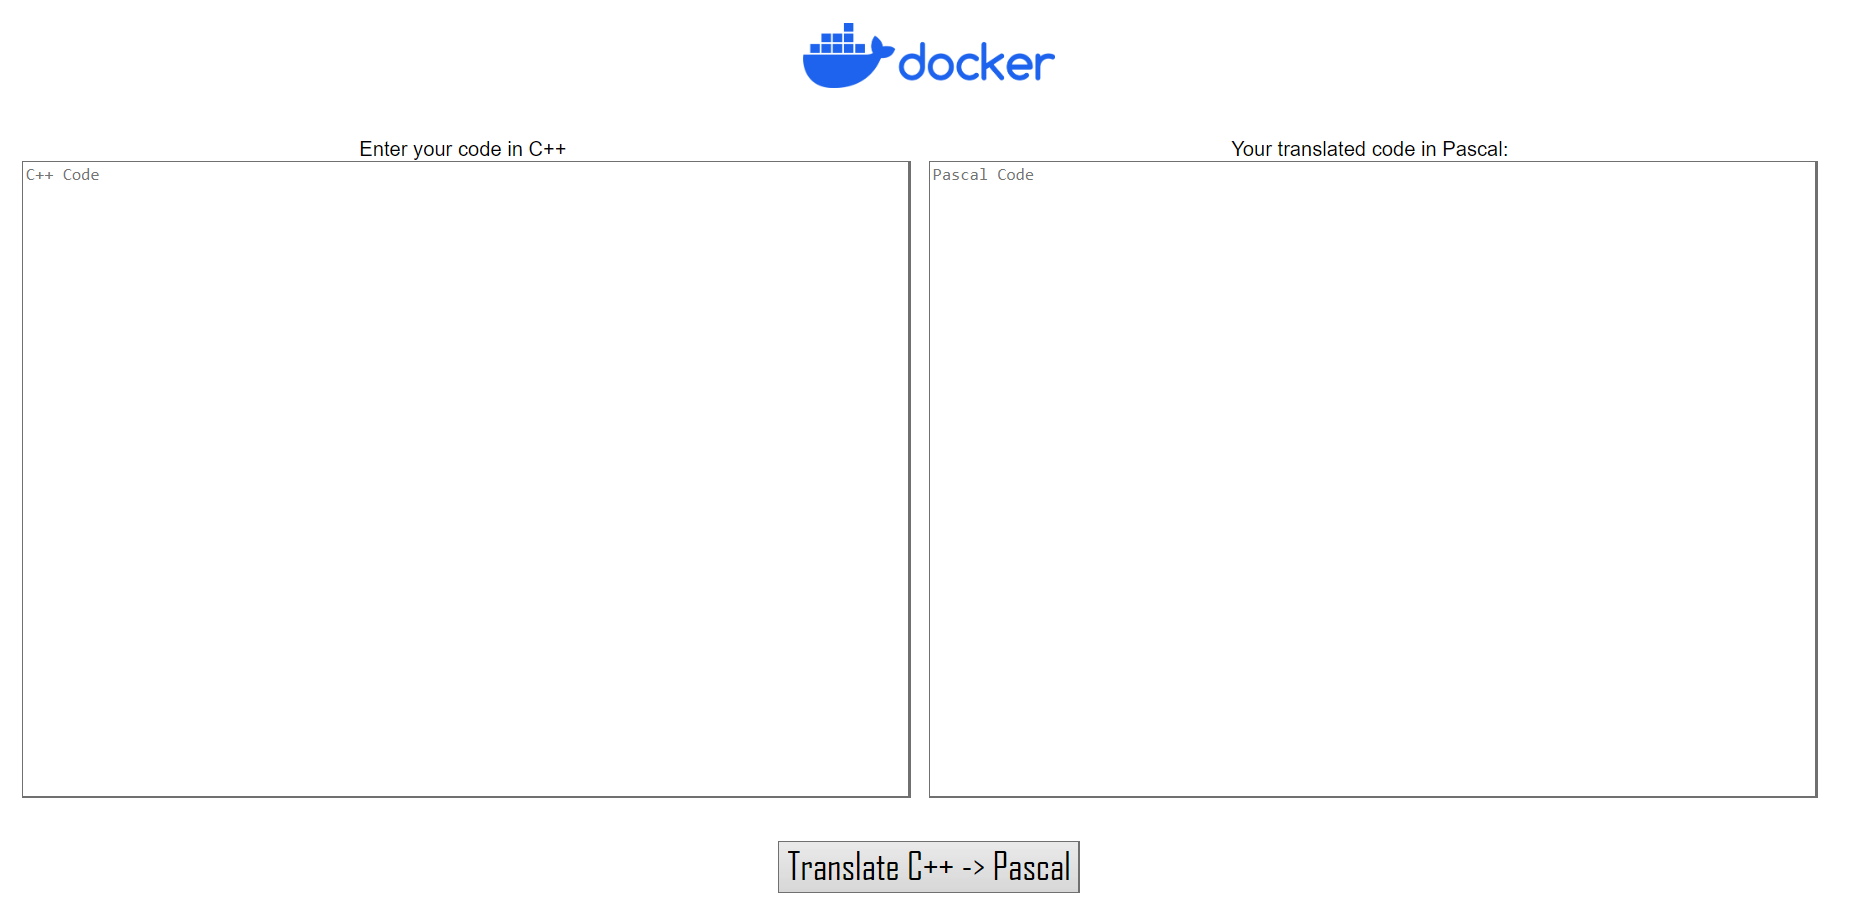 docker
Enter your code in C++
Your translated code in Pascal:
C++ Code
Pascal Code
Translate C++ -> Pascal